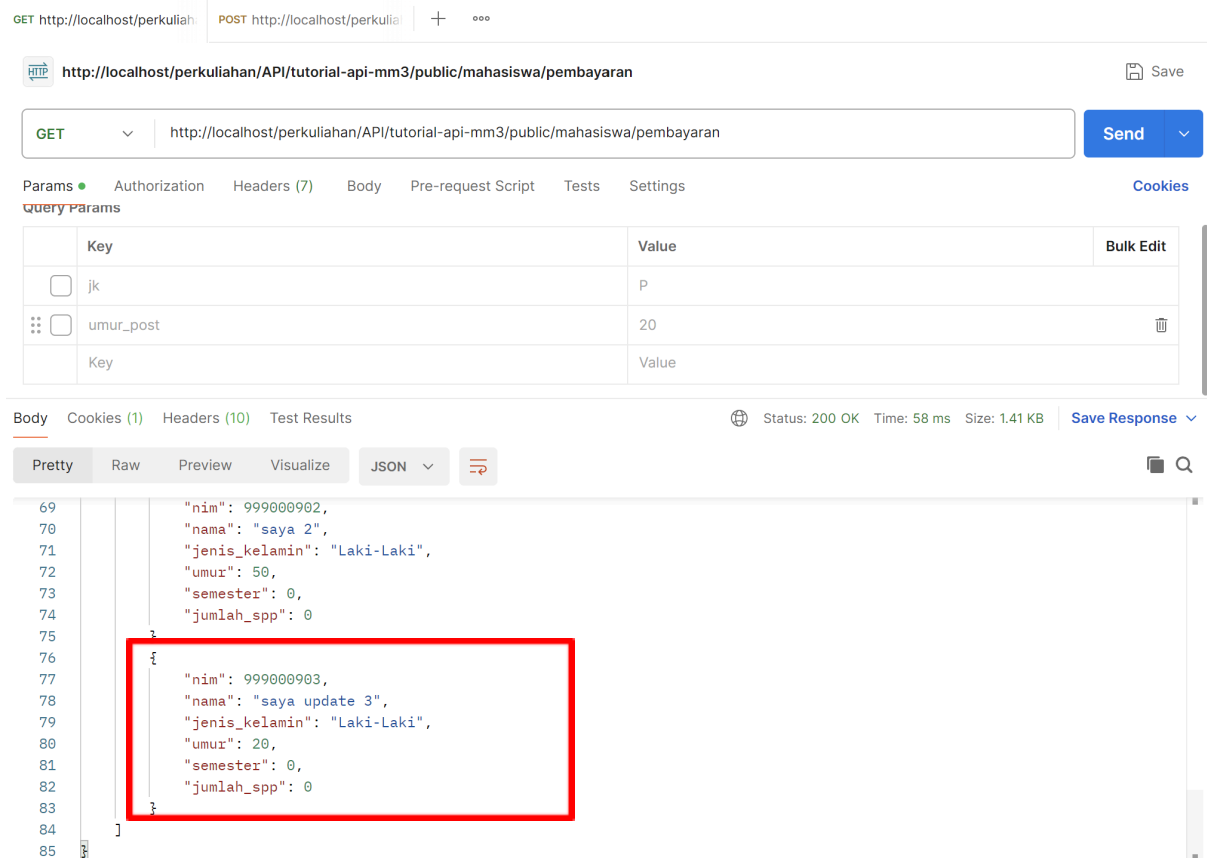 GET http://localhost/perkuliah POST http://localhost/perkulia
HTTP http://localhost/perkuliahan/API/tutorial-api-mm3/public/mahasiswa/pembayaran Save
GET http://localhost/perkuliahan/API/tutorial-api-mm3/public/mahasiswa/pembayaran Send
Params Authorization Headers (7) Body Pre-request Script Tests Settings Cookies
Query Params
Key Value Bulk Edit
jk P
umur_post 20
Key Value
Body Cookies (1) Headers (10) Test Results Status: 200 OK Time: 58 ms Size: 1.41 KB Save Response
Pretty Raw Preview Visualize JSON
69 "nim": 999000902,
70 "nama": "saya 2",
71 "jenis_kelamin": "Laki-Laki",
72 "umur": 50,
73 "semester": 0,
74 "jumlah_spp": 0
75 },
76 {
77 "nim": 999000903,
78 "nama": "saya update 3",
79 "jenis_kelamin": "Laki-Laki",
80 "umur": 20,
81 "semester": 0,
82 "jumlah_spp": 0
83 }
84 ]
85 }